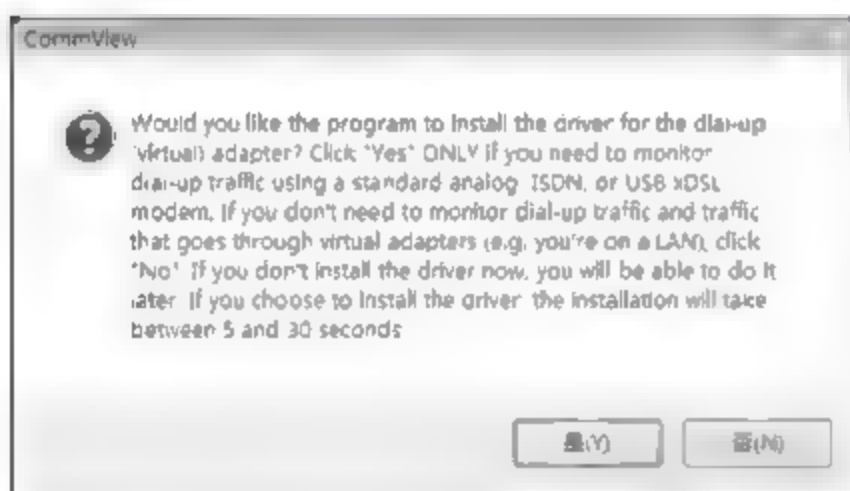 CommView
Would you like the program to install the driver for the dial-up
(virtual) adapter? Click "Yes" ONLY if you need to monitor
dial-up traffic using a standard analog, ISDN, or USB xDSL
modem. If you don't need to monitor dial-up traffic and traffic
that goes through virtual adapters (e.g. you're on a LAN), click
"No". If you don't install the driver now, you will be able to do it
later. If you choose to install the driver, the installation will take
between 5 and 30 seconds.
是(Y)
否(N)